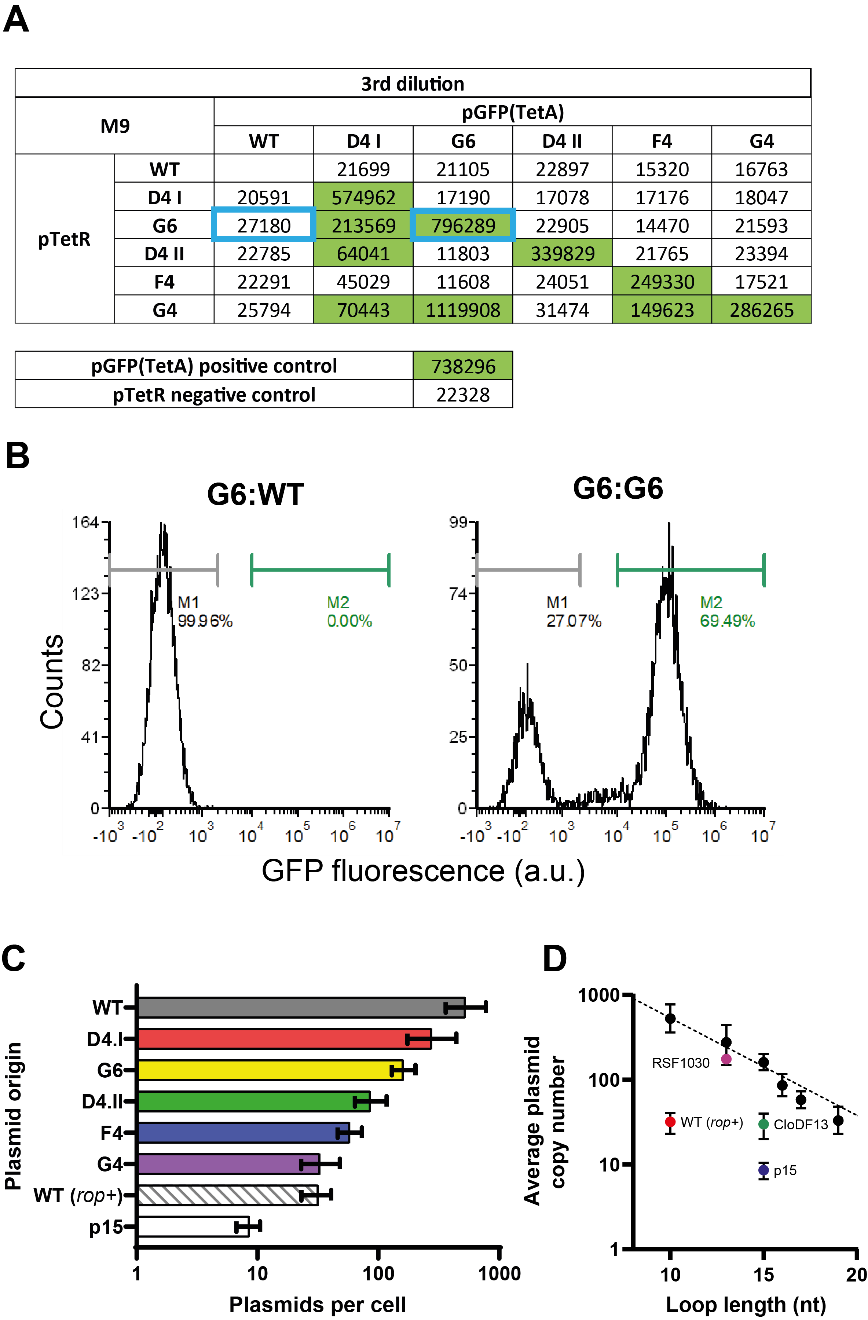 A
3rd dilution
M9
pGFP(TetA)
WT D4 I G6 D4 II F4 G4
pTetR
WT 21699 21105 22897 15320 16763
D4 I 20591 574962 17190 17078 17176 18047
G6 27180 213569 796289 22905 14470 21593
D4 II 22785 64041 11803 339829 21765 23394
F4 22291 45029 11608 24051 249330 17521
G4 25794 70443 1119908 31474 149623 286265
pGFP(TetA) positive control 738296
pTetR negative control 22328
B
G6:WT
164
123
82
41
0
M1
99.96%
M2
0.00%
-10³ -10² 10³ 10⁴ 10⁵ 10⁶ 10⁷
G6:G6
99
74
50
25
0
M1
27.07%
M2
69.49%
-10³ -10² 10³ 10⁴ 10⁵ 10⁶ 10⁷
Counts
GFP fluorescence (a.u.)
C
Plasmid origin
WT
D4.I
G6
D4.II
F4
G4
WT (rop+)
p15
1 10 100 1000
Plasmids per cell
D
Average plasmid
copy number
1000
100
10
1
RSF1030
WT (rop+)
CloDF13
p15
10 15 20
Loop length (nt)